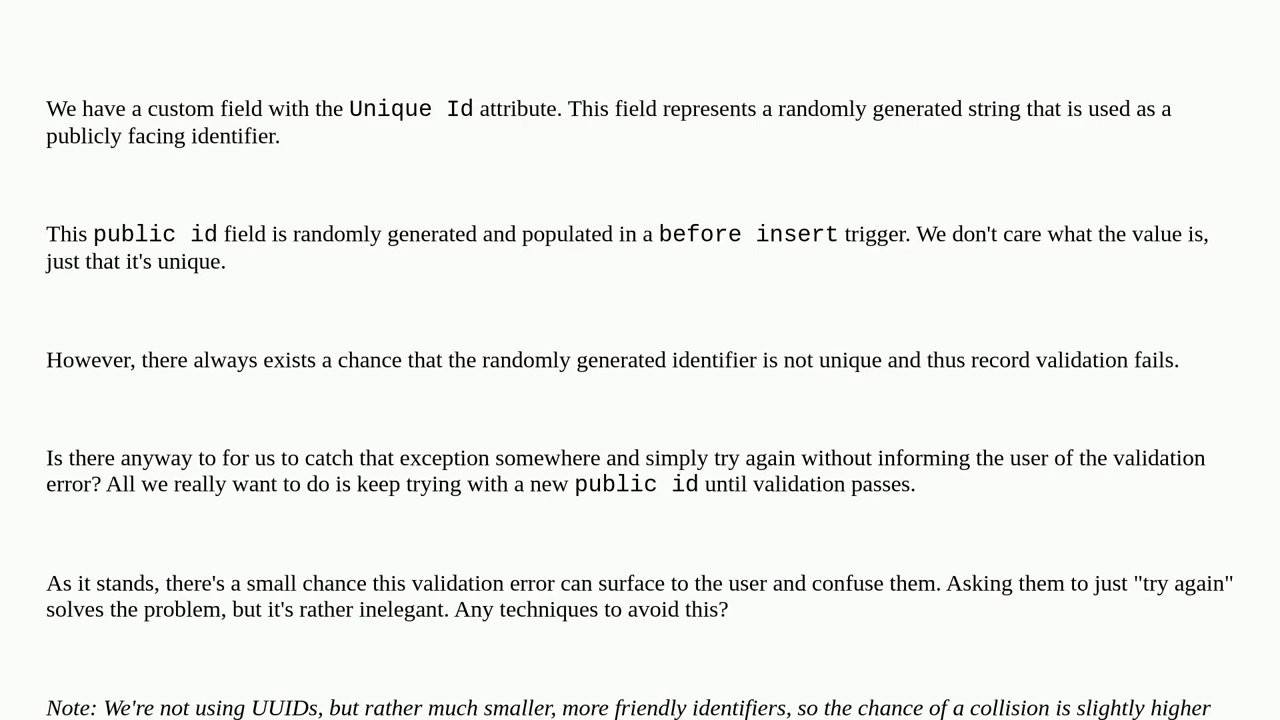 We have a custom field with the Unique Id attribute. This field represents a randomly generated string that is used as a
publicly facing identifier.
This public id field is randomly generated and populated in a before insert trigger. We don't care what the value is,
just that it's unique.
However, there always exists a chance that the randomly generated identifier is not unique and thus record validation fails.
Is there anyway to for us to catch that exception somewhere and simply try again without informing the user of the validation
error? All we really want to do is keep trying with a new public id until validation passes.
As it stands, there's a small chance this validation error can surface to the user and confuse them. Asking them to just "try again"
solves the problem, but it's rather inelegant. Any techniques to avoid this?
Note: We're not using UUIDs, but rather much smaller, more friendly identifiers, so the chance of a collision is slightly higher